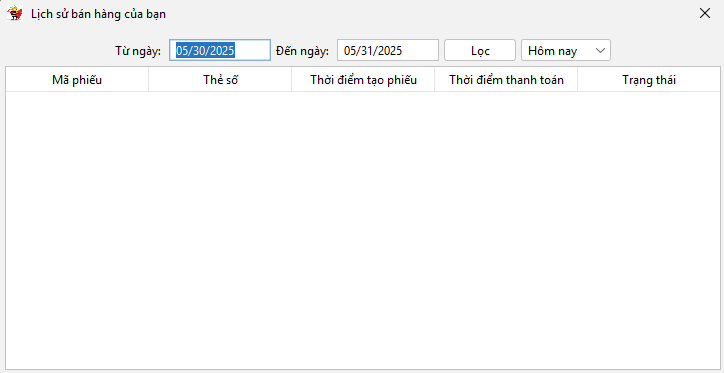 Lịch sử bán hàng của bạn
Từ ngày: 05/30/2025 Đến ngày: 05/31/2025 Lọc Hôm nay
Mã phiếu Thẻ số Thời điểm tạo phiếu Thời điểm thanh toán Trạng thái